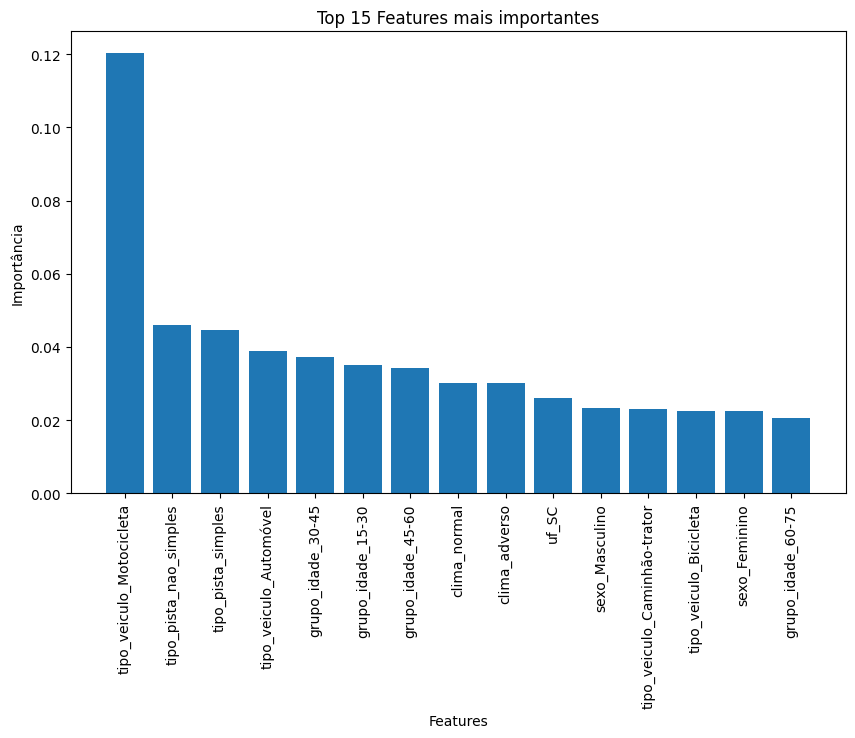 Top 15 Features mais importantes
Importância
0.12
0.10
0.08
0.06
0.04
0.02
0.00
tipo_veiculo_Motocicleta
tipo_pista_nao_simples
tipo_pista_simples
tipo_veiculo_Automóvel
grupo_idade_30-45
grupo_idade_15-30
grupo_idade_45-60
clima_normal
clima_adverso
uf_SC
sexo_Masculino
tipo_veiculo_Caminhão-trator
tipo_veiculo_Bicicleta
sexo_Feminino
grupo_idade_60-75
Features